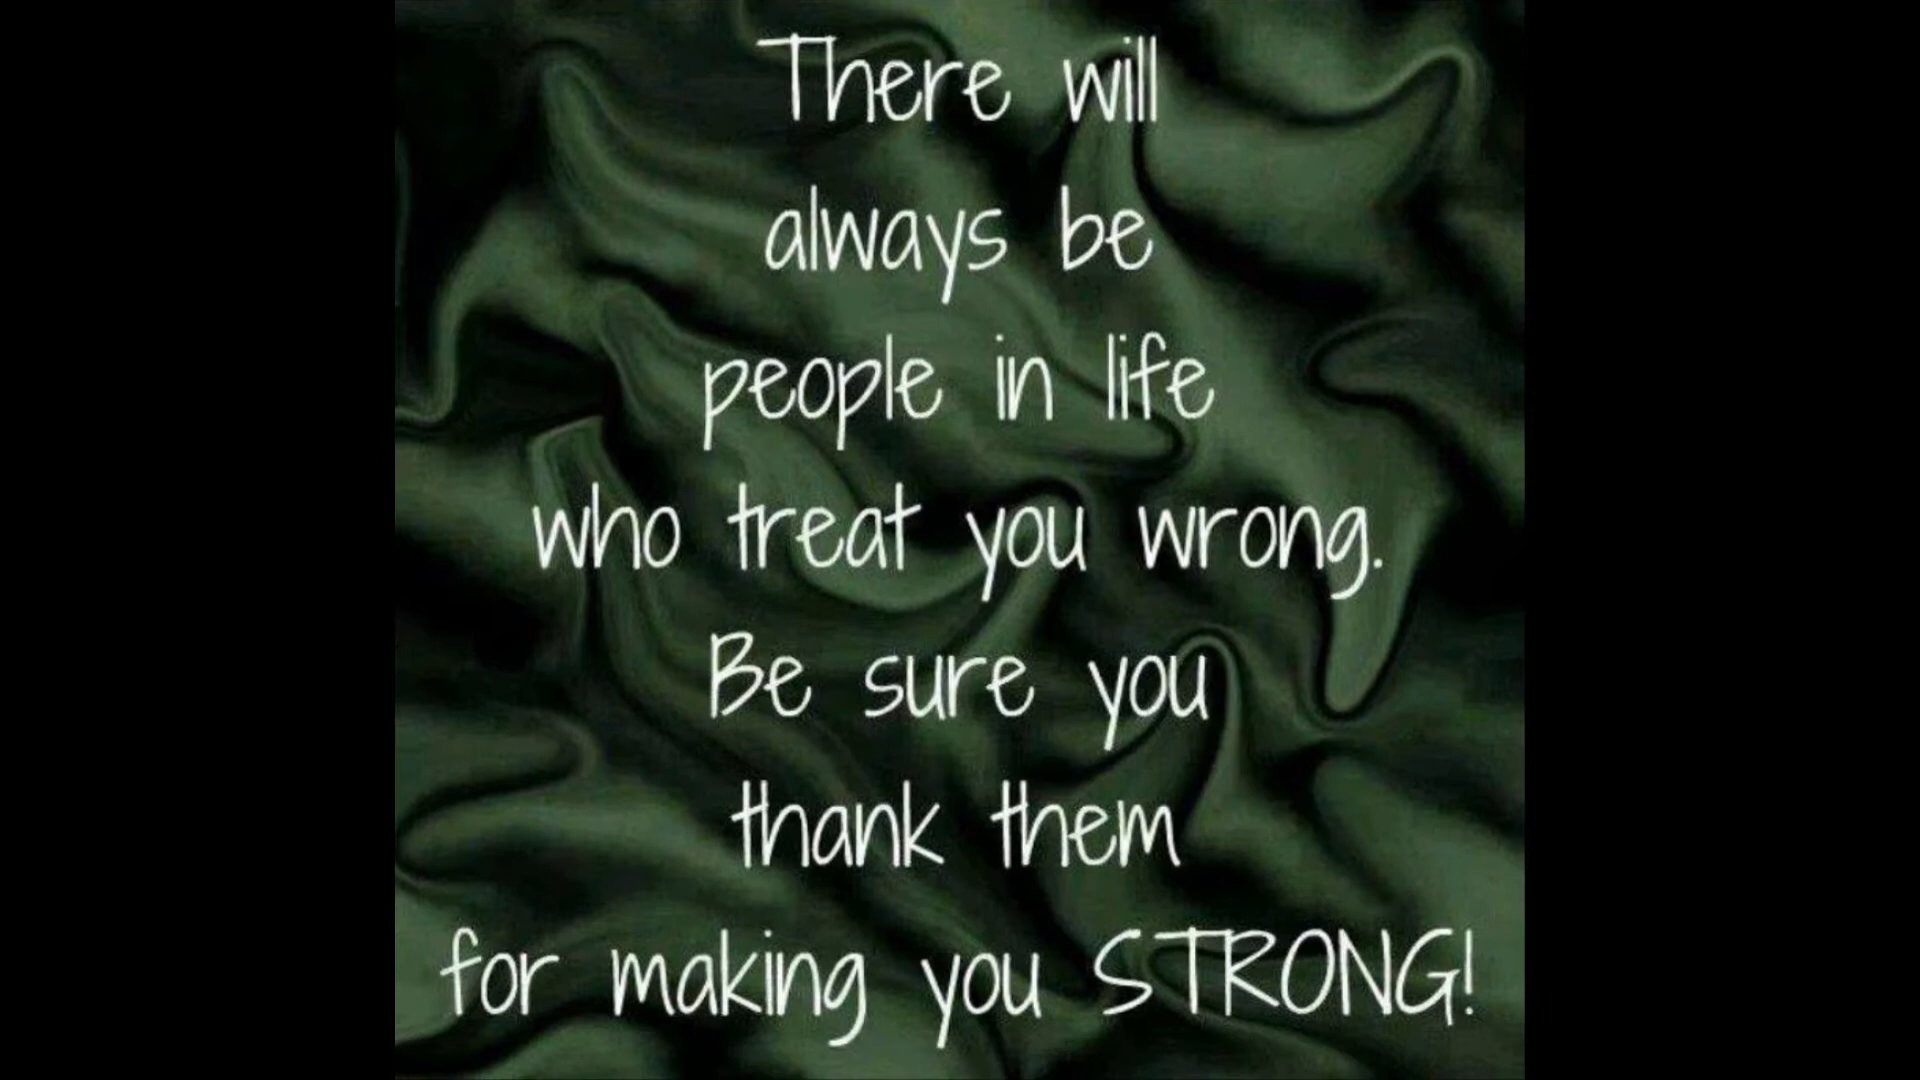 There will
always be
people in life
who treat you wrong.
Be sure you
thank them
for making you STRONG!